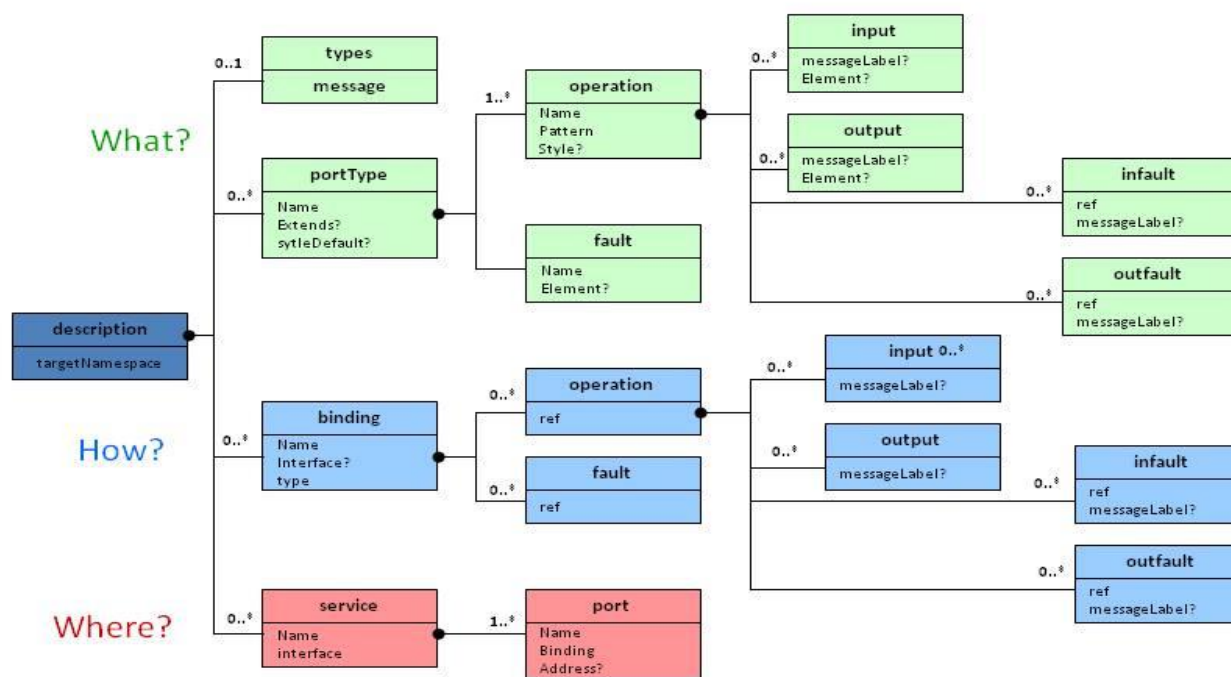 What?
0..1
types
message
0..*
portType
Name
Extends?
sytleDefault?
1..*
operation
Name
Pattern
Style?
fault
Name
Element?
0..*
input
messageLabel?
Element?
0..*
output
messageLabel?
Element?
0..*
infault
ref
messageLabel?
0..*
outfault
ref
messageLabel?
description
targetNamespace
How?
0..*
binding
Name
Interface?
type
0..*
operation
ref
0..*
fault
ref
0..*
input 0..*
messageLabel?
0..*
output
messageLabel?
0..*
infault
ref
messageLabel?
0..*
outfault
ref
messageLabel?
Where?
0..*
service
Name
interface
1..*
port
Name
Binding
Address?